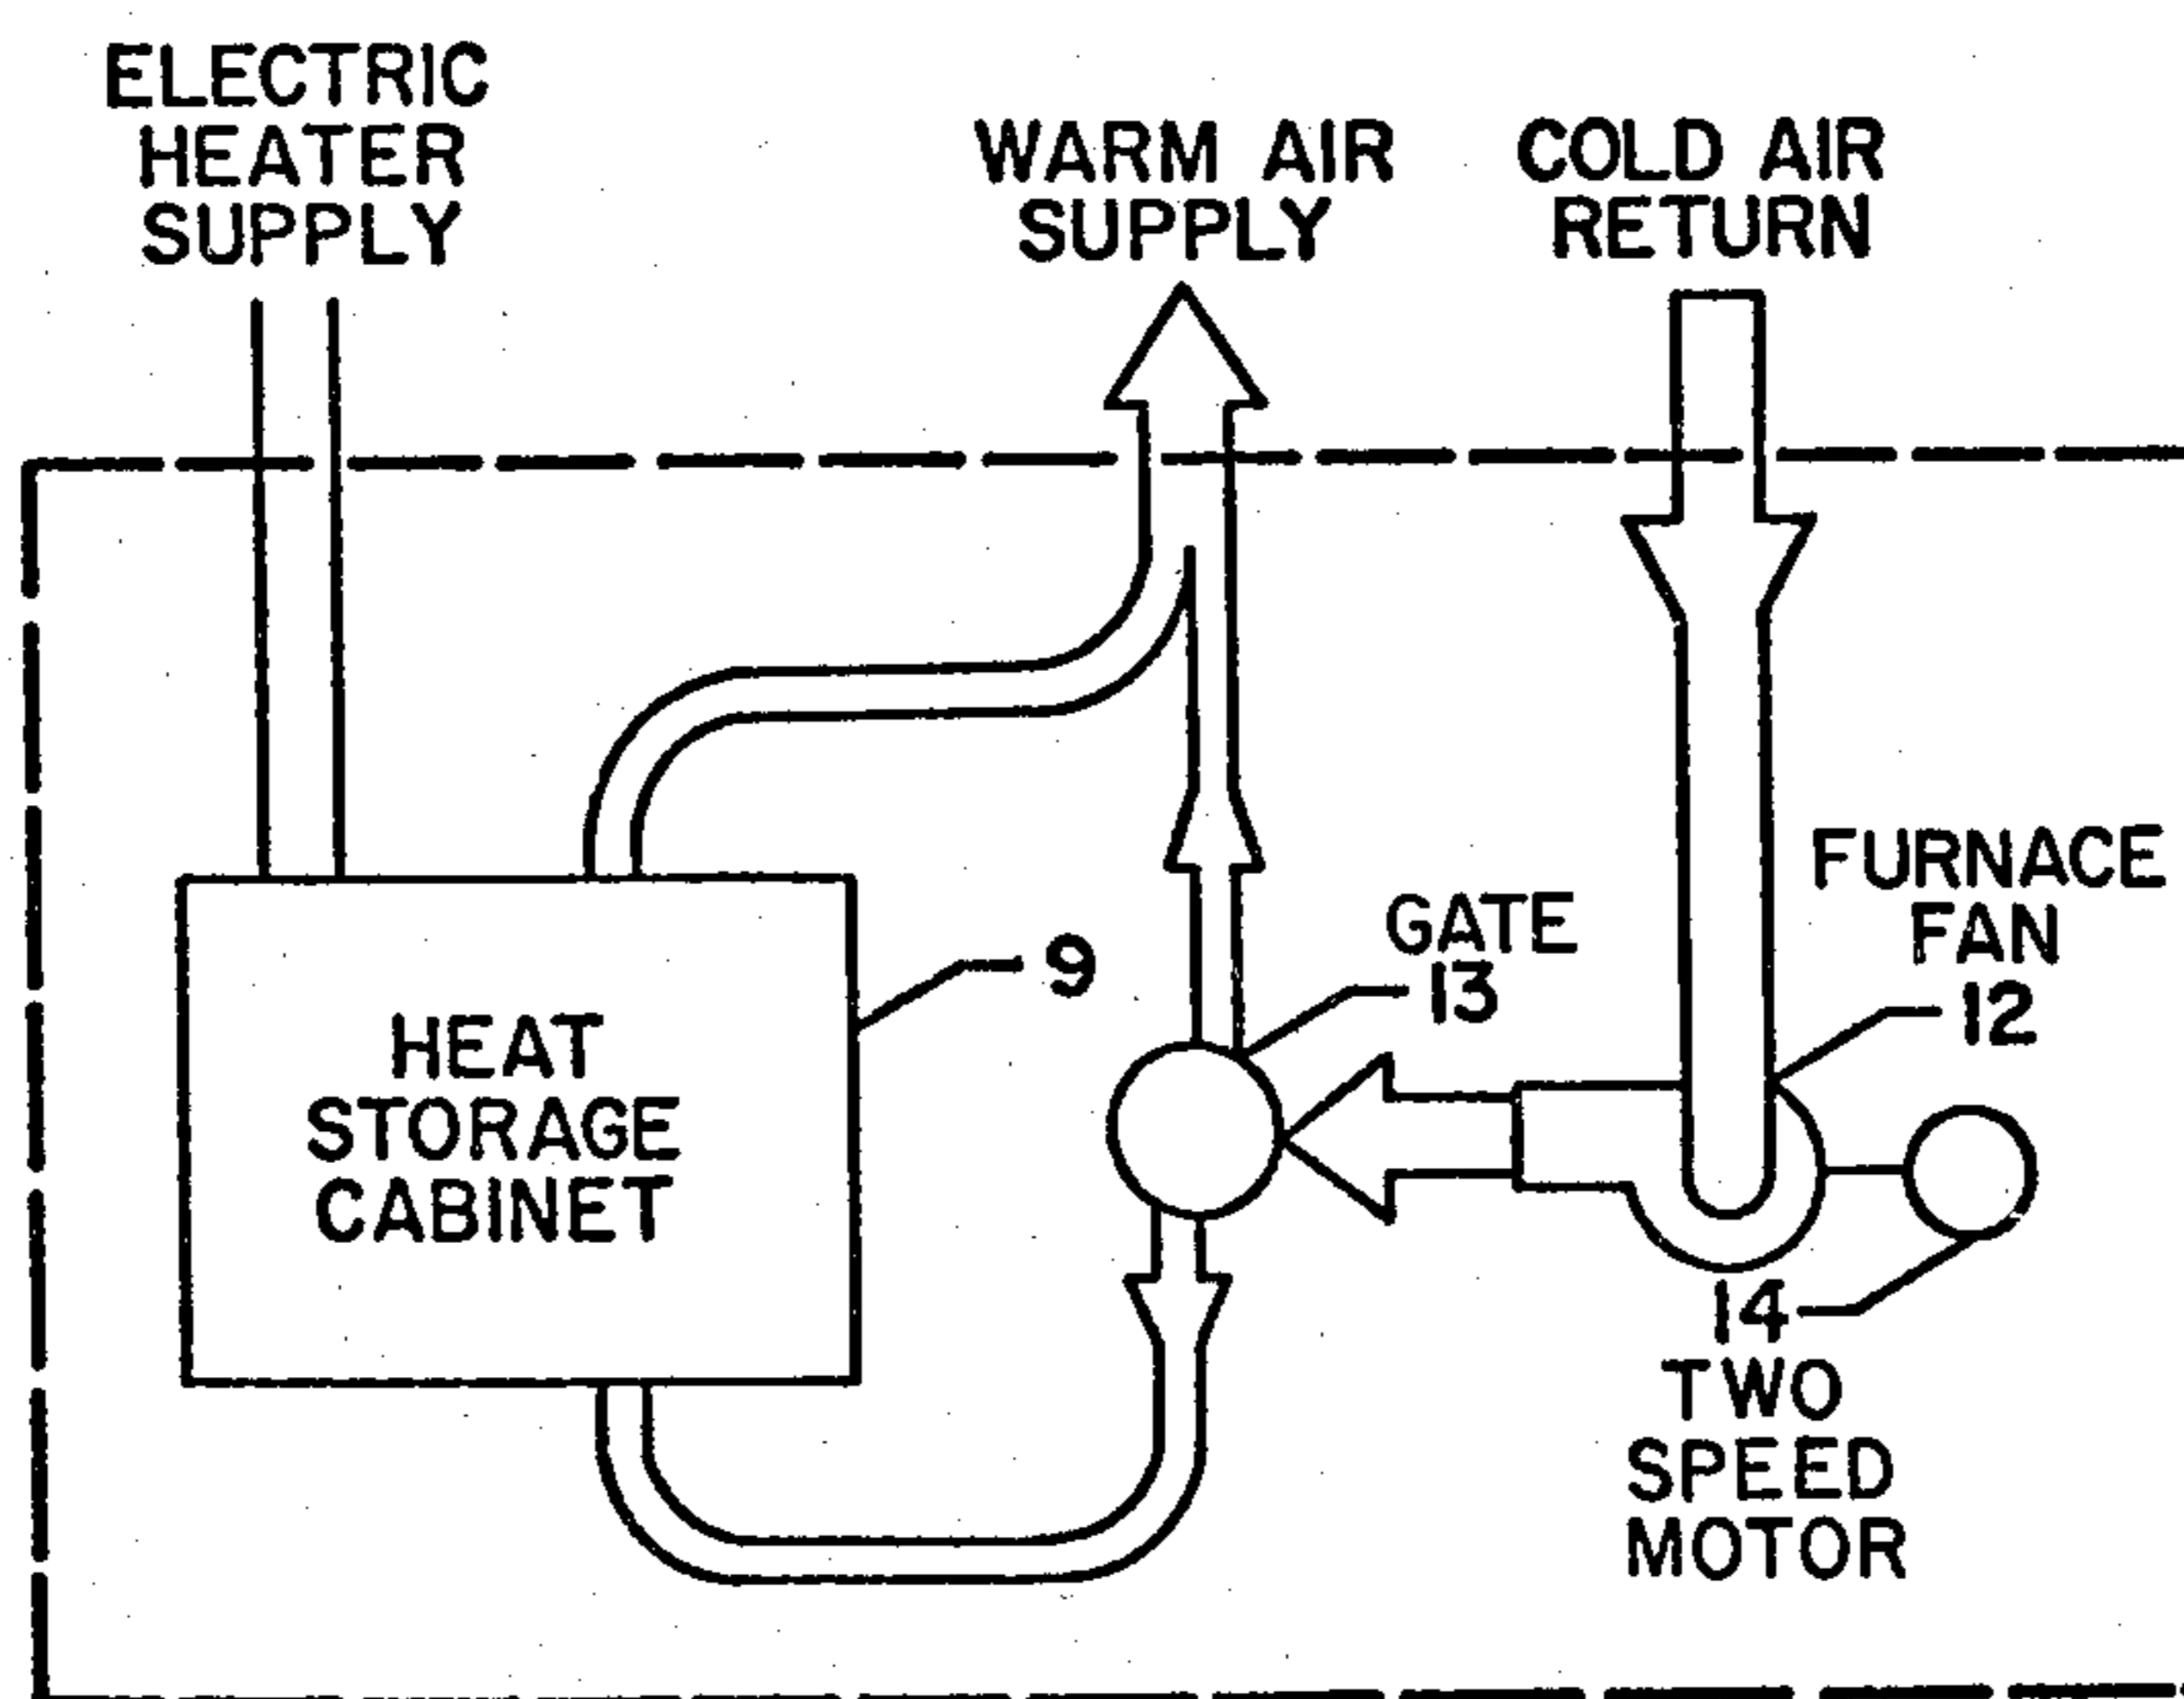 ELECTRIC
HEATER
SUPPLY
WARM AIR
SUPPLY
COLD AIR
RETURN
FURNACE
FAN
12
GATE
13
9
HEAT
STORAGE
CABINET
14
TWO
SPEED
MOTOR